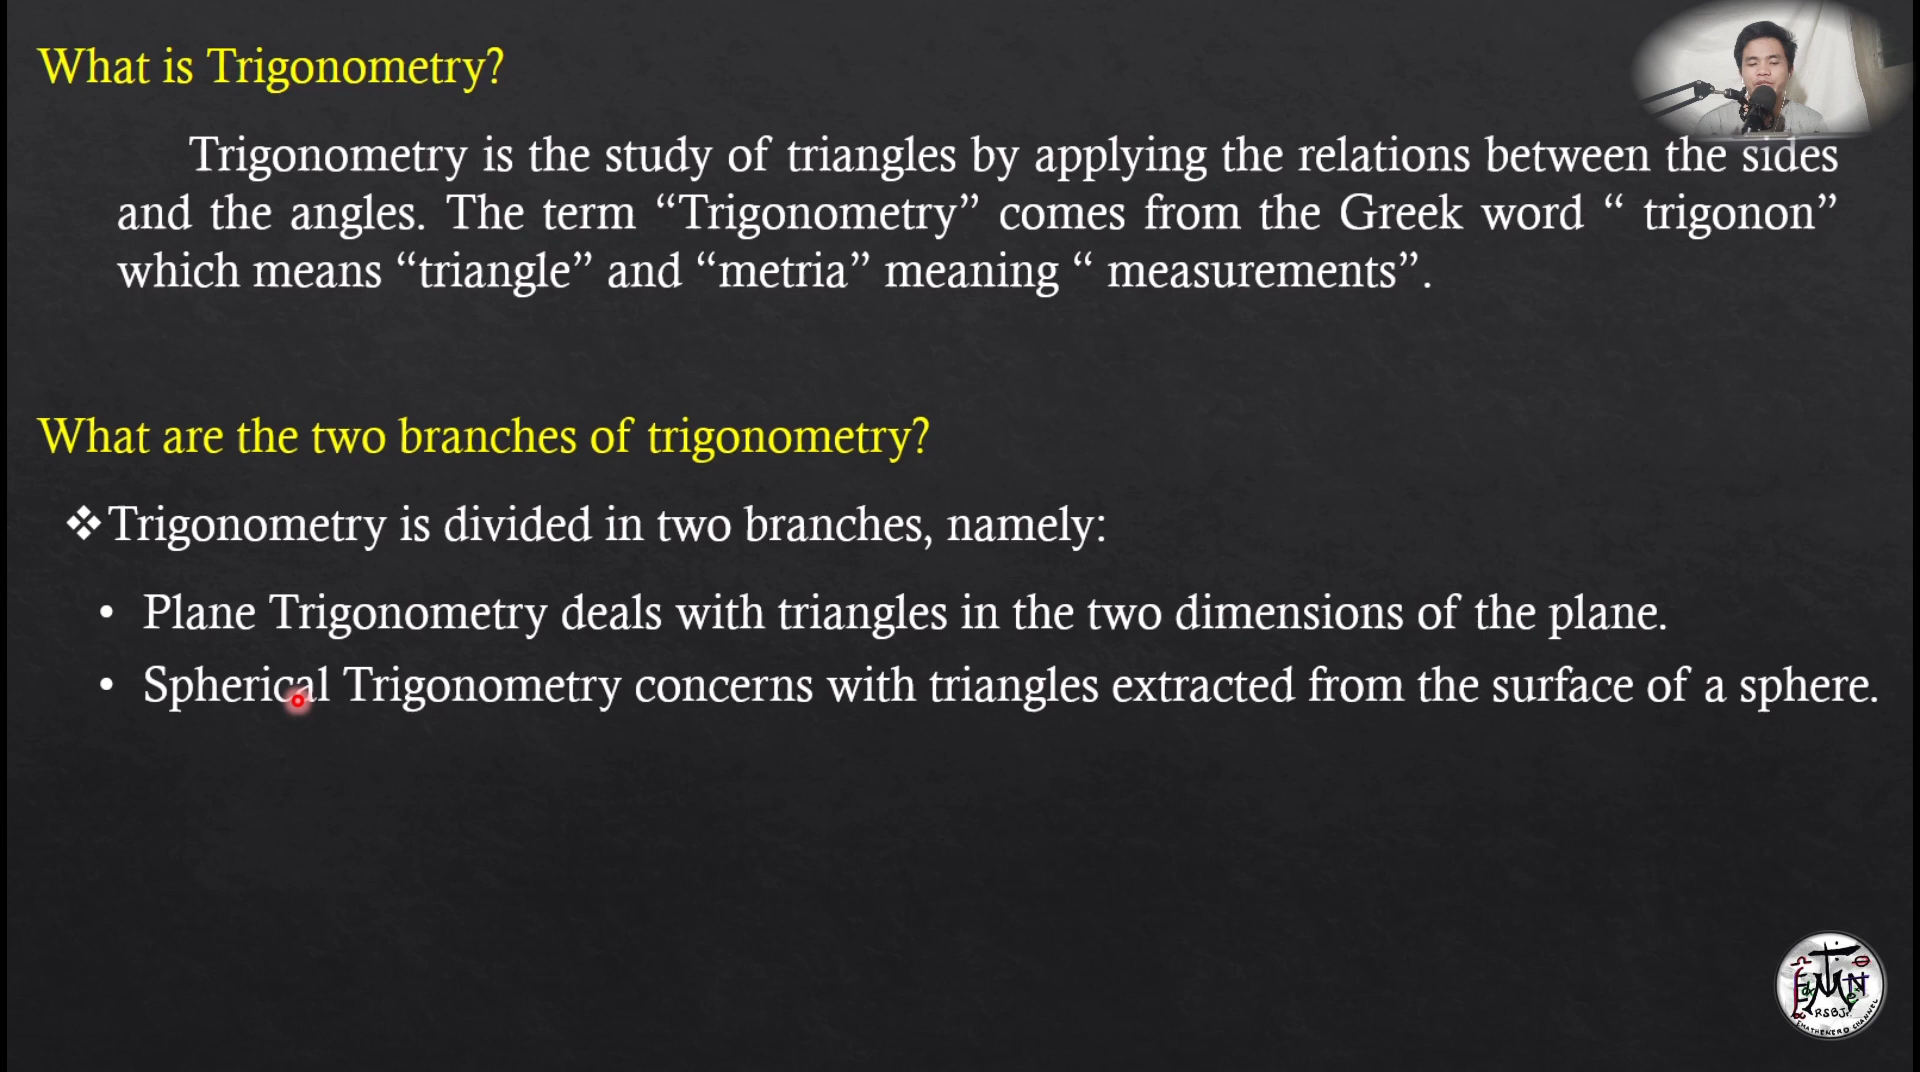 What is Trigonometry?
Trigonometry is the study of triangles by applying the relations between the sides
and the angles. The term “Trigonometry” comes from the Greek word “ trigonon”
which means “triangle” and “metria” meaning “ measurements”.
What are the two branches of trigonometry?
❖Trigonometry is divided in two branches, namely:
• Plane Trigonometry deals with triangles in the two dimensions of the plane.
• Spherical Trigonometry concerns with triangles extracted from the surface of a sphere.
RSBJr
EMATHENERD CHANNEL